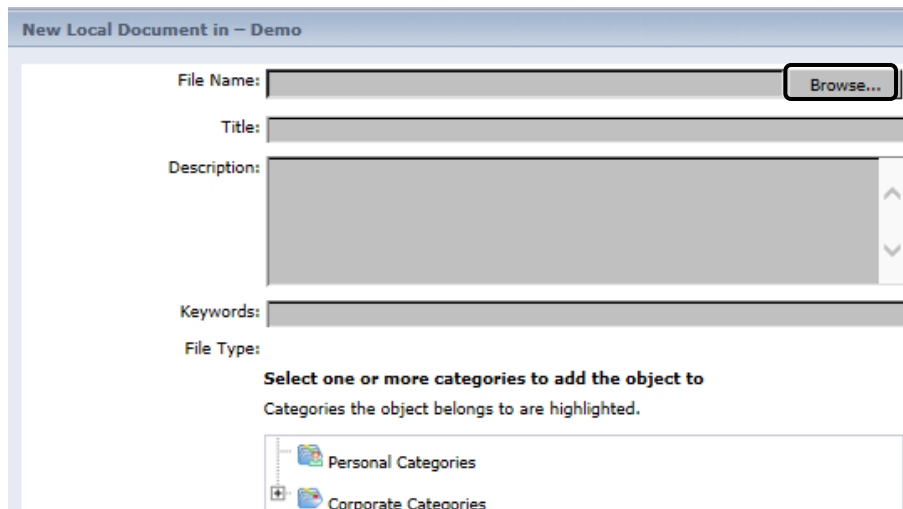 New Local Document in – Demo
File Name:
Browse...
Title:
Description:
Keywords:
File Type:
Select one or more categories to add the object to
Categories the object belongs to are highlighted.
Personal Categories
Corporate Categories